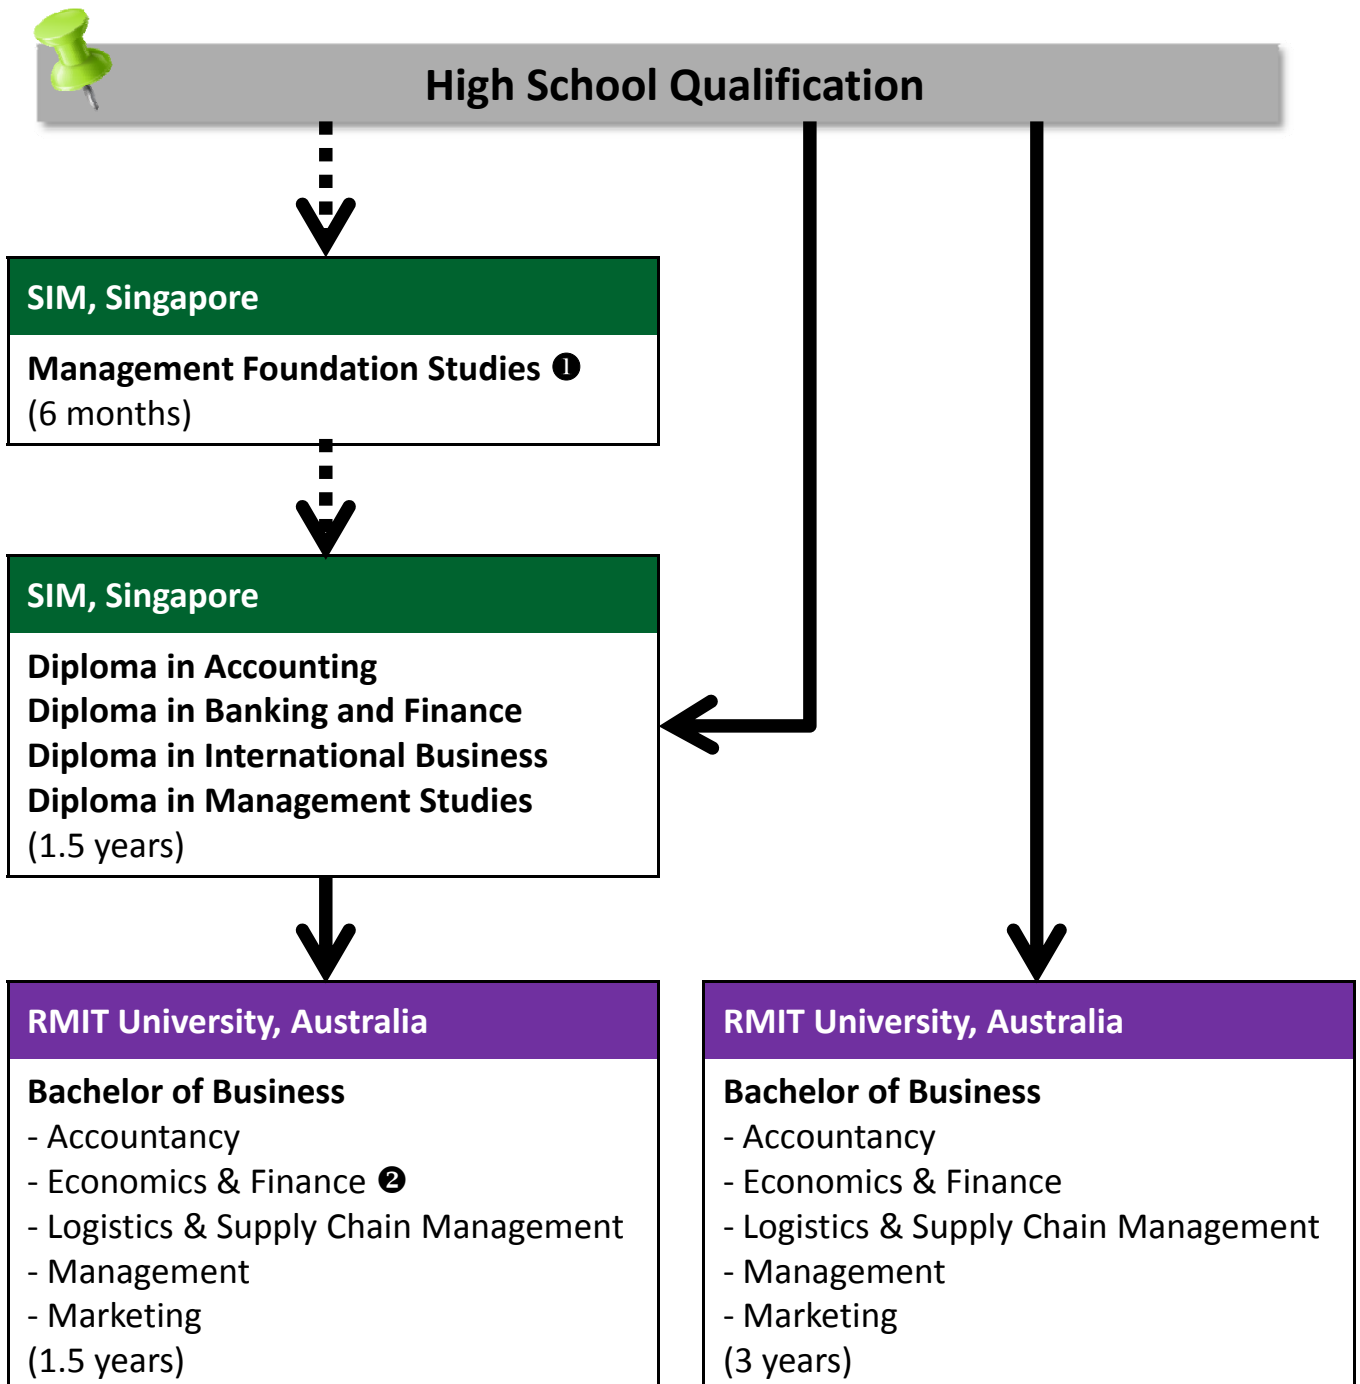 High School Qualification
SIM, Singapore
Management Foundation Studies ❶
(6 months)
SIM, Singapore
Diploma in Accounting
Diploma in Banking and Finance
Diploma in International Business
Diploma in Management Studies
(1.5 years)
RMIT University, Australia
Bachelor of Business
- Accountancy
- Economics & Finance ❷
- Logistics & Supply Chain Management
- Management
- Marketing
(1.5 years)
RMIT University, Australia
Bachelor of Business
- Accountancy
- Economics & Finance
- Logistics & Supply Chain Management
- Management
- Marketing
(3 years)